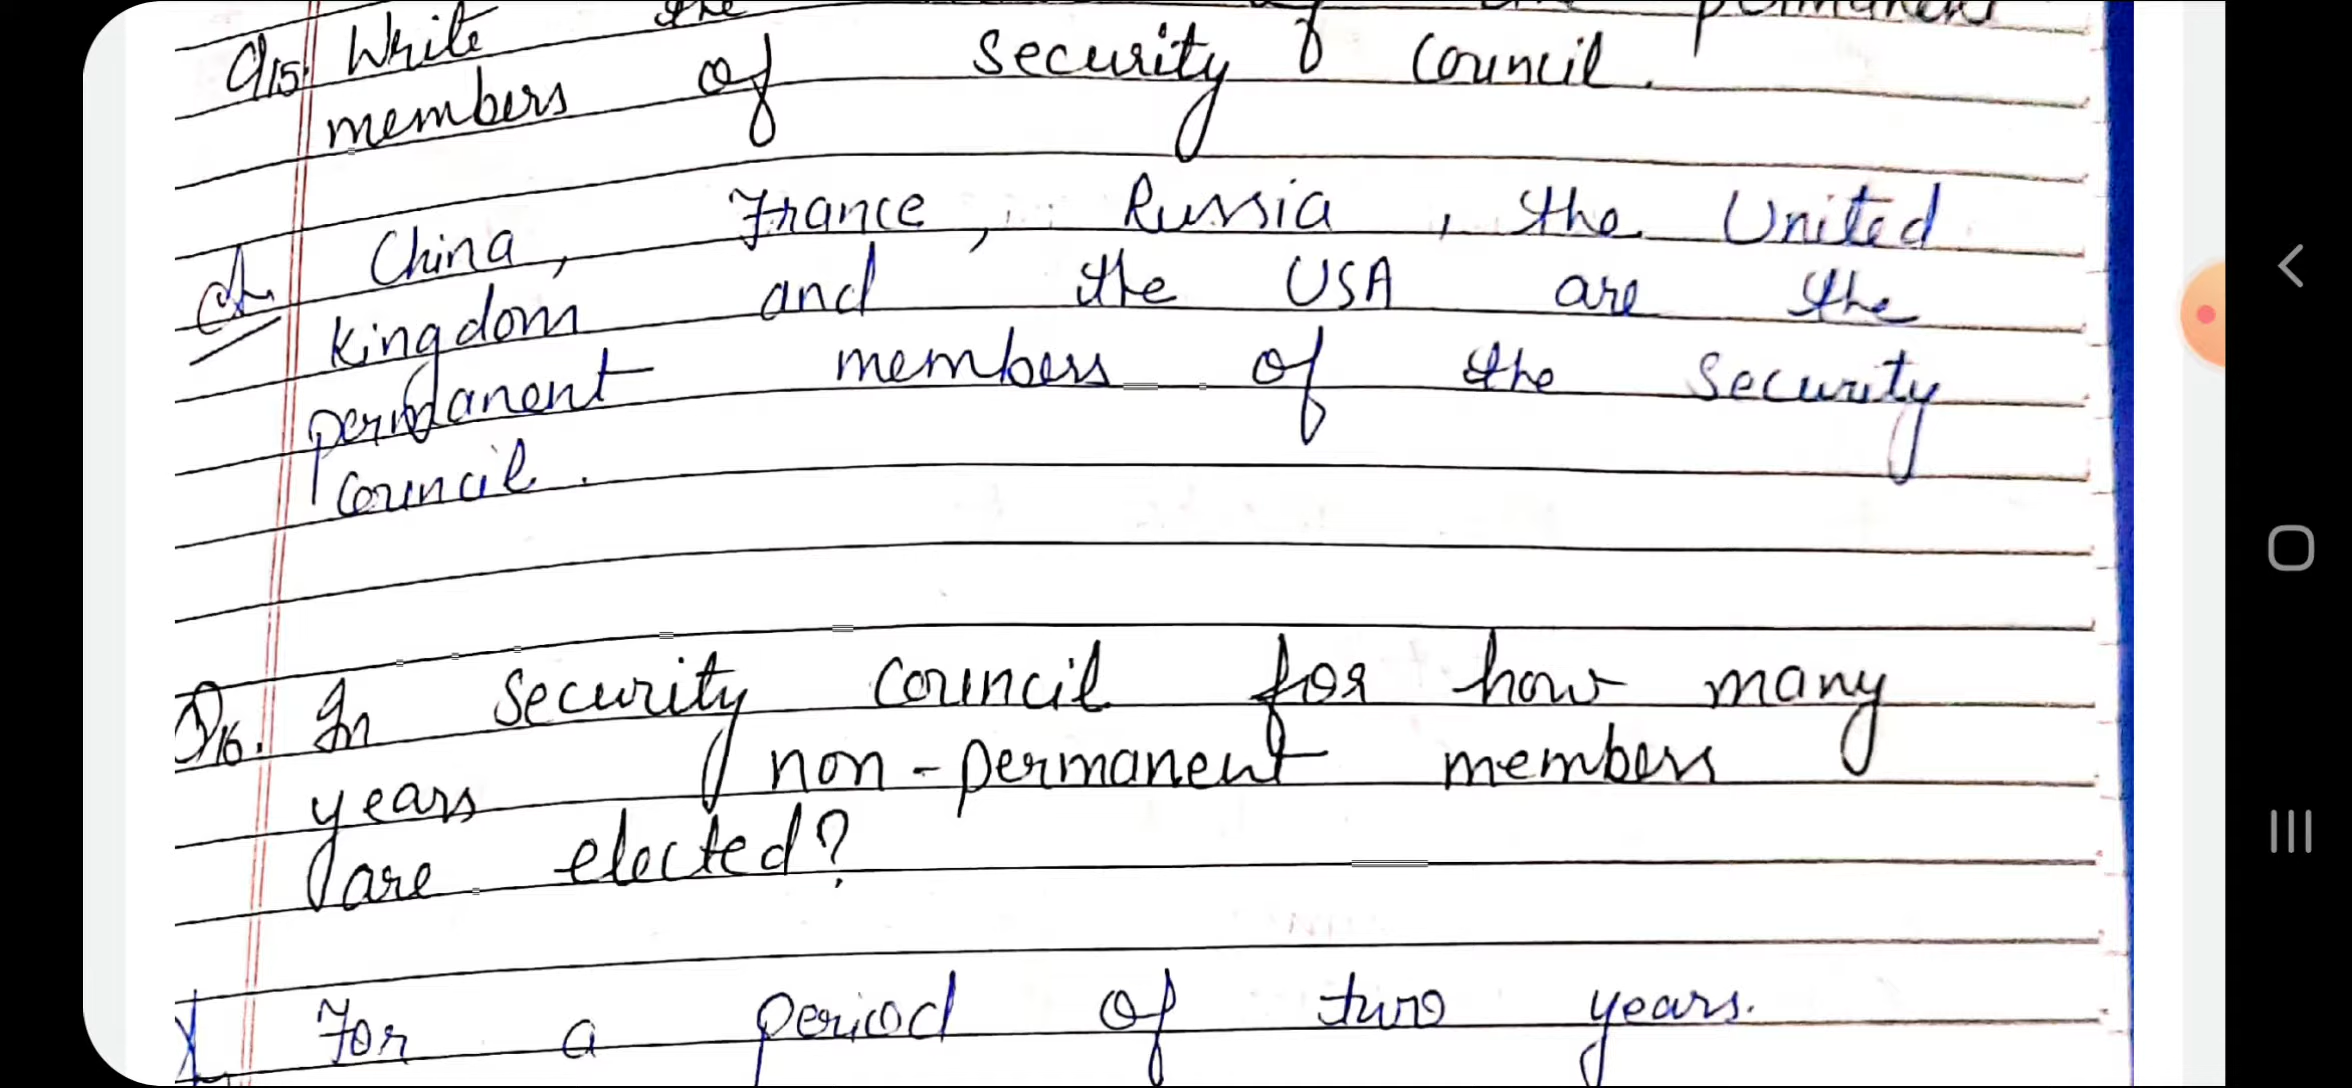 Q15. Write the permanent
members of security council.
A China, France, Russia, the United
kingdom and the USA are the
permanent members of the security
council.
Q16. In security council for how many
years non-permanent members
are elected?
For a period of two years.